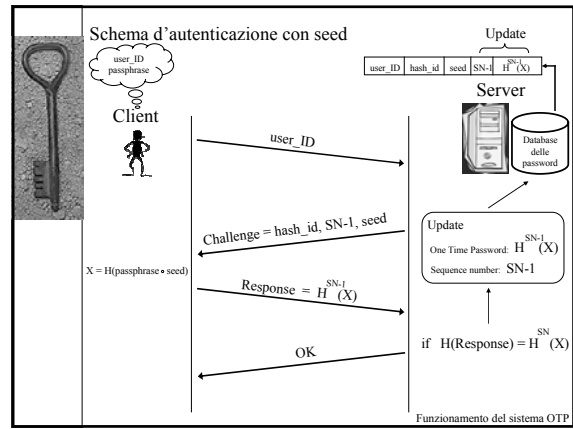 Schema d'autenticazione con seed
Update
user_ID
passphrase
user_ID hash_id seed SN-1 H^SN-1(X)
Client
Server
user_ID
Database
delle
password
Challenge = hash_id, SN-1, seed
Update
One Time Password: H^SN-1(X)
Sequence number: SN-1
X = H(passphrase∘seed)
Response = H^SN-1(X)
if H(Response) = H^SN(X)
OK
Funzionamento del sistema OTP